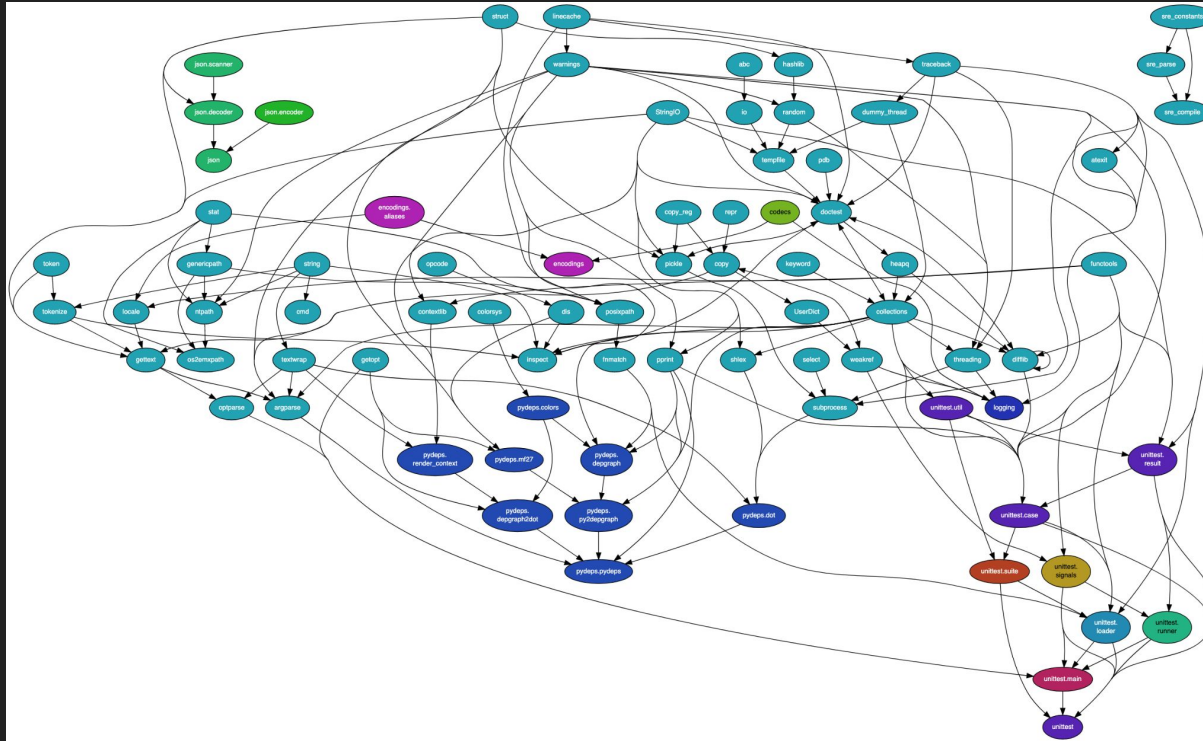 struct
linecache
sre_constants
json.scanner
warnings
abc
hashlib
traceback
sre_parse
json.decoder
json.encoder
StringIO
io
random
dummy_thread
sre_compile
json
tempfile
pdb
atexit
stat
encodings.
aliases
copy_reg
repr
codecs
doctest
token
genericpath
string
opcode
encodings
pickle
copy
keyword
heapq
functools
tokenize
locale
ntpath
cmd
contextlib
colorsys
dis
posixpath
UserDict
collections
gettext
os2emxpath
textwrap
getopt
inspect
fnmatch
pprint
shlex
select
weakref
threading
difflib
optparse
argparse
pydeps.colors
subprocess
unittest.util
logging
pydeps.
render_context
pydeps.mf27
pydeps.
depgraph
unittest.
result
pydeps.
depgraph2dot
pydeps.
py2depgraph
pydeps.dot
unittest.case
pydeps.pydeps
unittest.suite
unittest.
signals
unittest.
loader
unittest.
runner
unittest.main
unittest